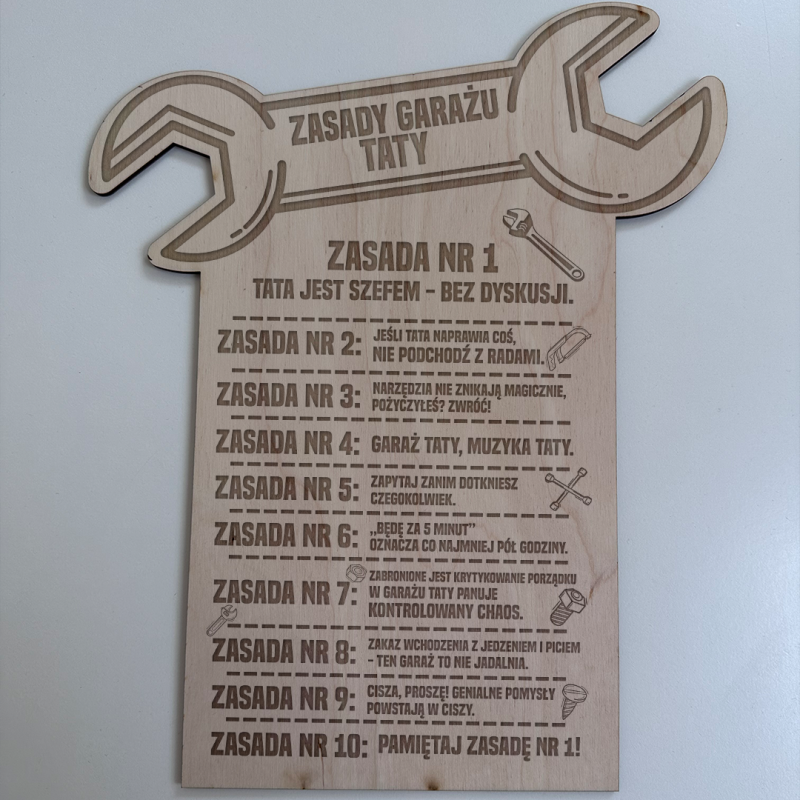 ZASADY GARAŻU
TATY
ZASADA NR 1
TATA JEST SZEFEM – BEZ DYSKUSJI.
ZASADA NR 2: JEŚLI TATA NAPRAWIA COŚ,
NIE PODCHODŹ Z RADAMI.
ZASADA NR 3: NARZĘDZIA NIE ZNIKAJĄ MAGICZNIE,
POŻYCZYŁEŚ? ZWRÓĆ!
ZASADA NR 4: GARAŻ TATY, MUZYKA TATY.
ZASADA NR 5: ZAPYTAJ ZANIM DOTKNIESZ
CZEGOKOLWIEK.
ZASADA NR 6: „BĘDĘ ZA 5 MINUT”
OZNACZA CO NAJMNIEJ PÓŁ GODZINY.
ZASADA NR 7: ZABRONIONE JEST KRYTYKOWANIE PORZĄDKU
W GARAŻU TATY PANUJE
KONTROLOWANY CHAOS.
ZASADA NR 8: ZAKAZ WCHODZENIA Z JEDZENIEM I PICIEM
– TEN GARAŻ TO NIE JADALNIA.
ZASADA NR 9: CISZA, PROSZĘ! GENIALNE POMYSŁY
POWSTAJĄ W CISZY.
ZASADA NR 10: PAMIĘTAJ ZASADĘ NR 1!